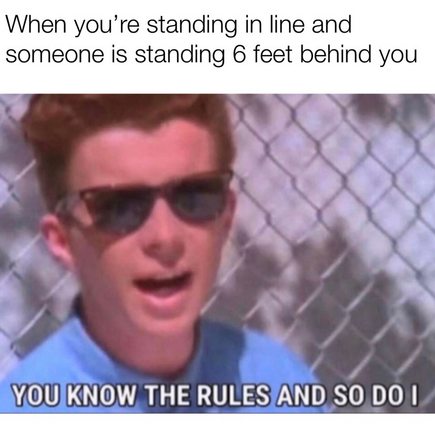 When you’re standing in line and
someone is standing 6 feet behind you
YOU KNOW THE RULES AND SO DO I